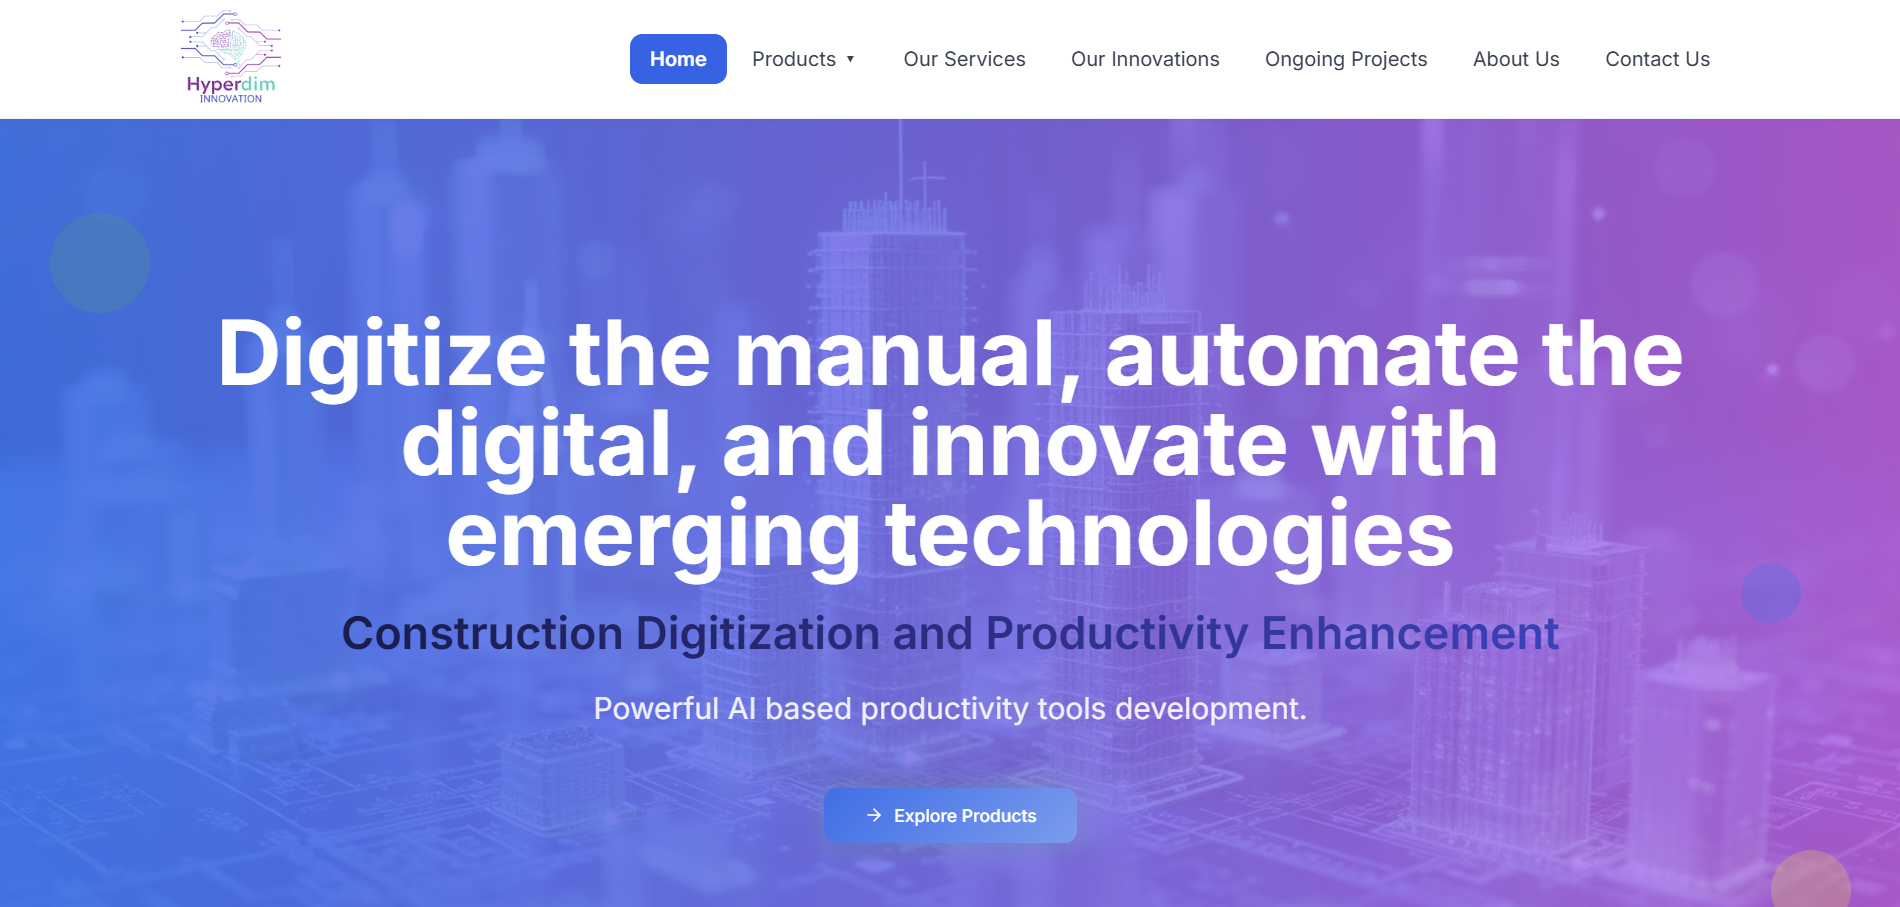 Hyperdim
INNOVATION
Home
Products
Our Services
Our Innovations
Ongoing Projects
About Us
Contact Us
Digitize the manual, automate the
digital, and innovate with
emerging technologies
Construction Digitization and Productivity Enhancement
Powerful AI based productivity tools development.
Explore Products